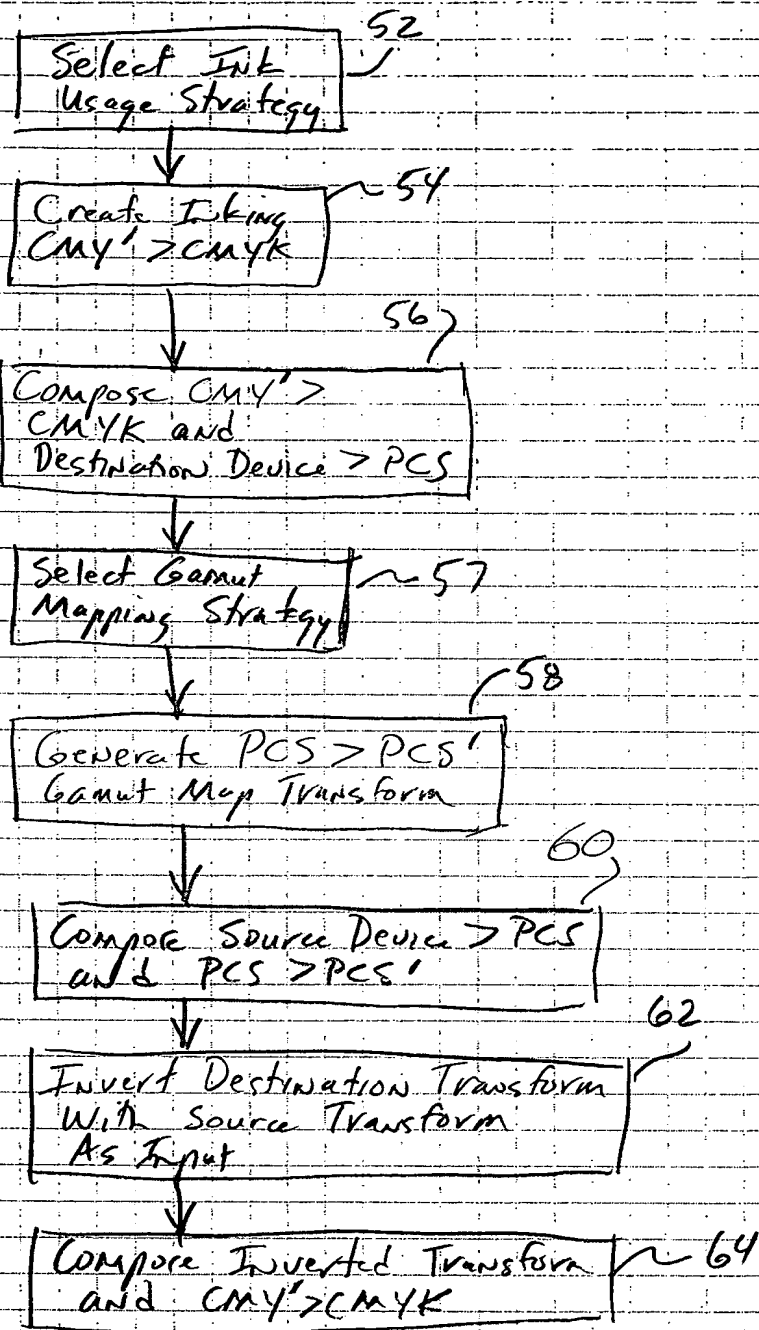 52
Select Ink
Usage Strategy
54
Create Inking
CMY' > CMYK
56
Compose CMY' >
CMYK and
Destination Device > PCS
Select Gamut
Mapping Strategy
57
58
Generate PCS > PCS'
Gamut Map Transform
60
Compose Source Device > PCS
and PCS > PCS'
62
Invert Destination Transform
With Source Transform
As Input
Compose Inverted Transform
and CMY' > CMYK
64